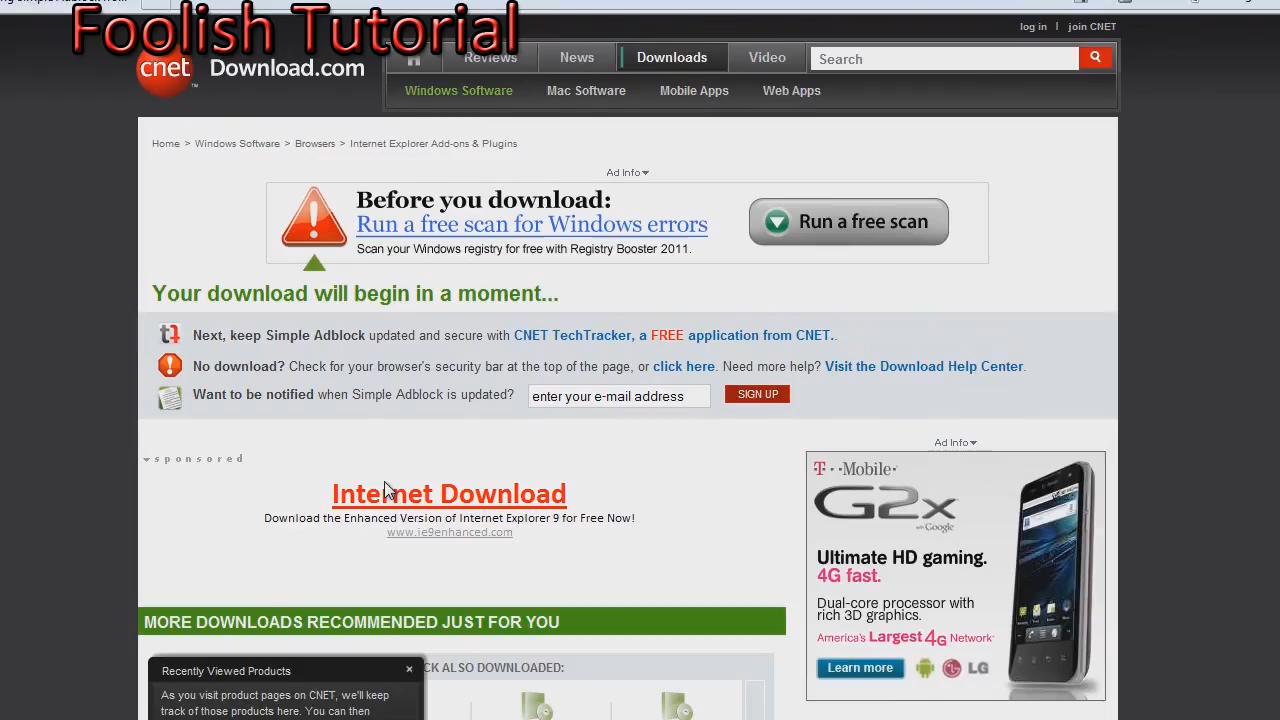 Foolish Tutorial
log in | join CNET
cnet Download.com
Reviews News Downloads Video Search
Windows Software Mac Software Mobile Apps Web Apps
Home > Windows Software > Browsers > Internet Explorer Add-ons & Plugins
Ad Info
Before you download:
Run a free scan for Windows errors
Scan your Windows registry for free with Registry Booster 2011.
Run a free scan
Your download will begin in a moment...
Next, keep Simple Adblock updated and secure with CNET TechTracker, a FREE application from CNET..
No download? Check for your browser's security bar at the top of the page, or click here. Need more help? Visit the Download Help Center.
Want to be notified when Simple Adblock is updated? enter your e-mail address SIGN UP
sponsored
Internet Download
Download the Enhanced Version of Internet Explorer 9 for Free Now!
www.ie9enhanced.com
Ad Info
T-Mobile
G2x
with Google
Ultimate HD gaming.
4G fast.
Dual-core processor with
rich 3D graphics.
America's Largest 4G Network
Learn more
LG
MORE DOWNLOADS RECOMMENDED JUST FOR YOU
CK ALSO DOWNLOADED:
Recently Viewed Products ×
As you visit product pages on CNET, we'll keep
track of those products here. You can then